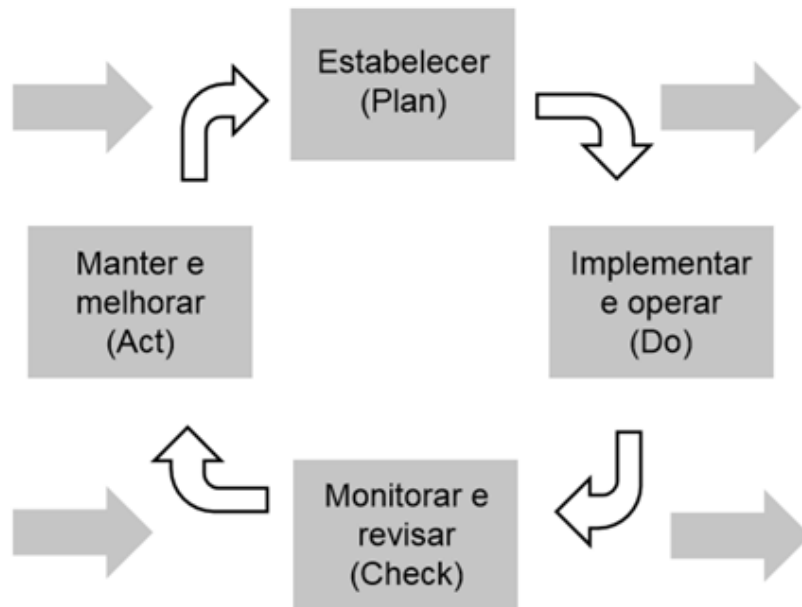 Estabelecer
(Plan)
Manter e
melhorar
(Act)
Implementar
e operar
(Do)
Monitorar e
revisar
(Check)